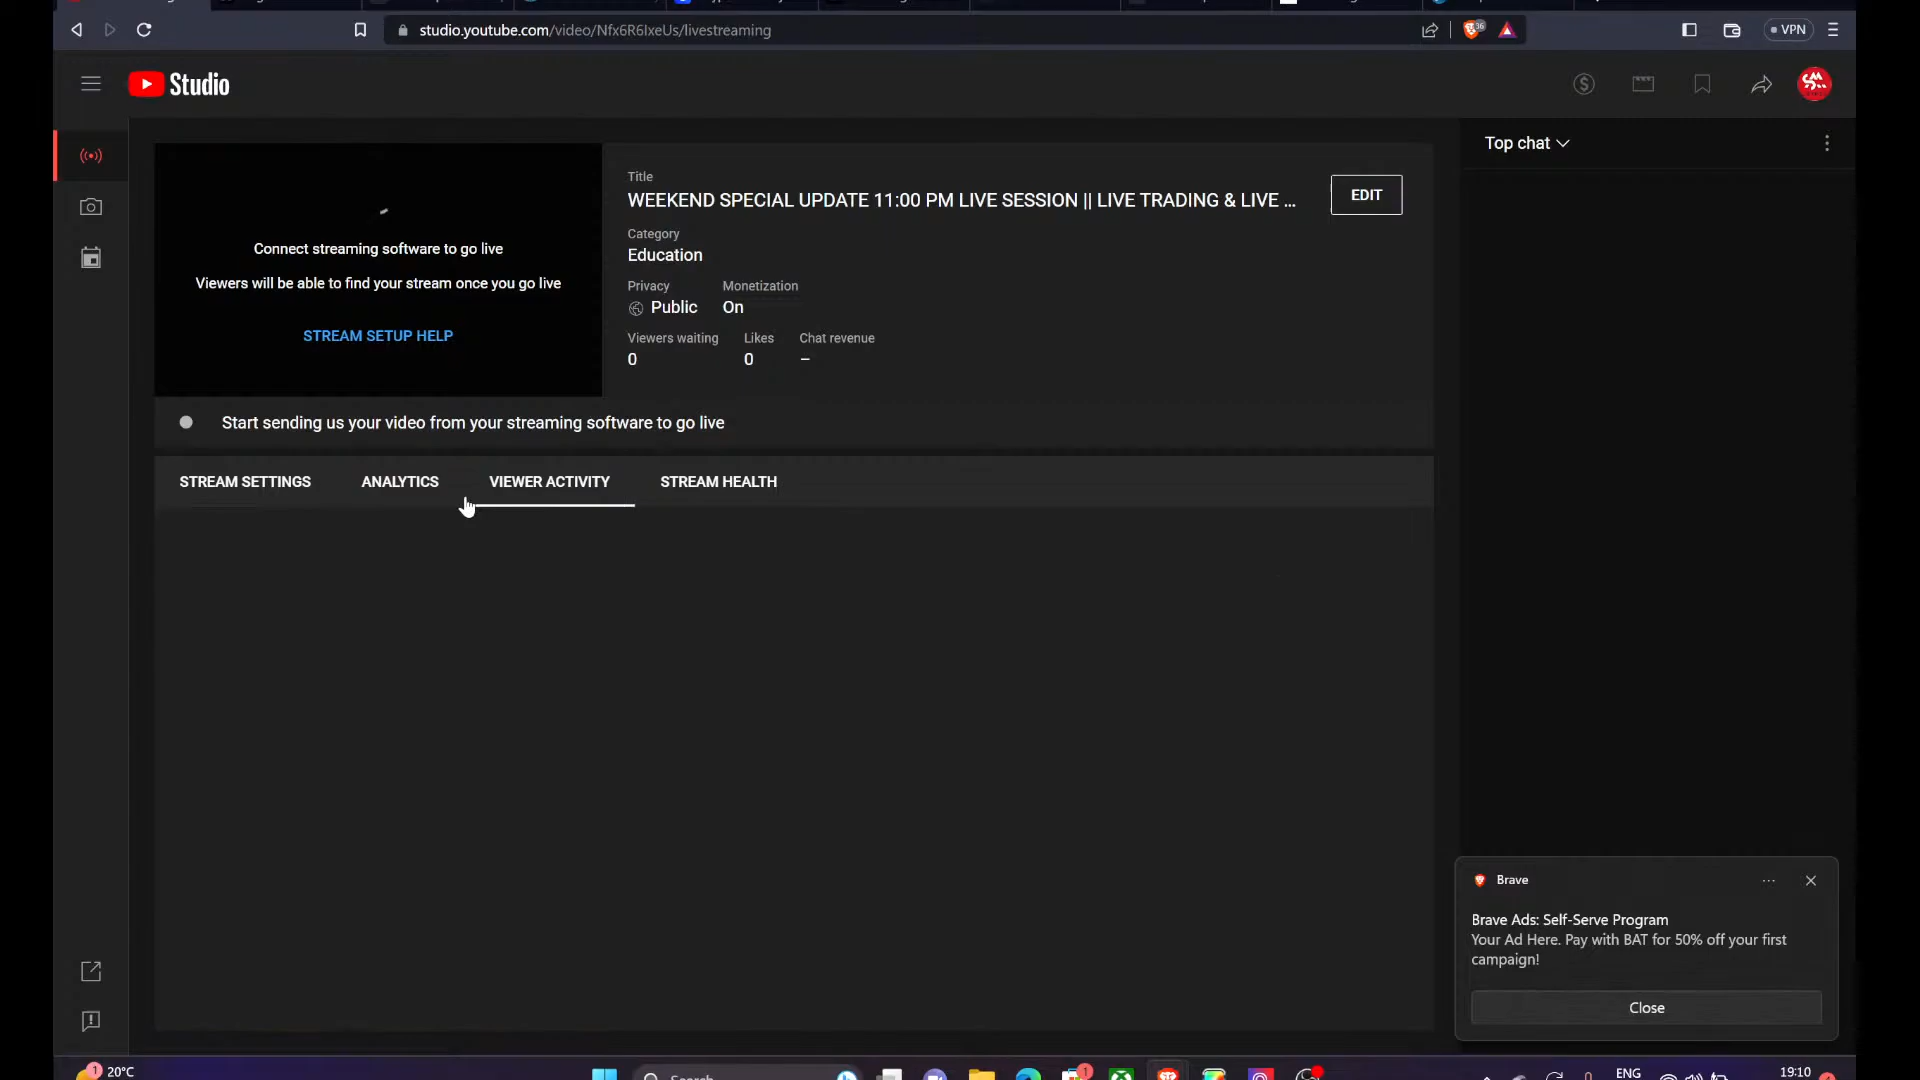 studio.youtube.com/video/Nfx6R6IxeUs/livestreaming
36
VPN
Studio
Top chat
Title
WEEKEND SPECIAL UPDATE 11:00 PM LIVE SESSION || LIVE TRADING & LIVE ...
EDIT
Category
Education
Privacy
Monetization
Public
On
Viewers waiting
Likes
Chat revenue
0
0
–
Connect streaming software to go live
Viewers will be able to find your stream once you go live
STREAM SETUP HELP
Start sending us your video from your streaming software to go live
STREAM SETTINGS
ANALYTICS
VIEWER ACTIVITY
STREAM HEALTH
Brave
Brave Ads: Self-Serve Program
Your Ad Here. Pay with BAT for 50% off your first
campaign!
Close
1
20°C
Search
1
ENG
19:10